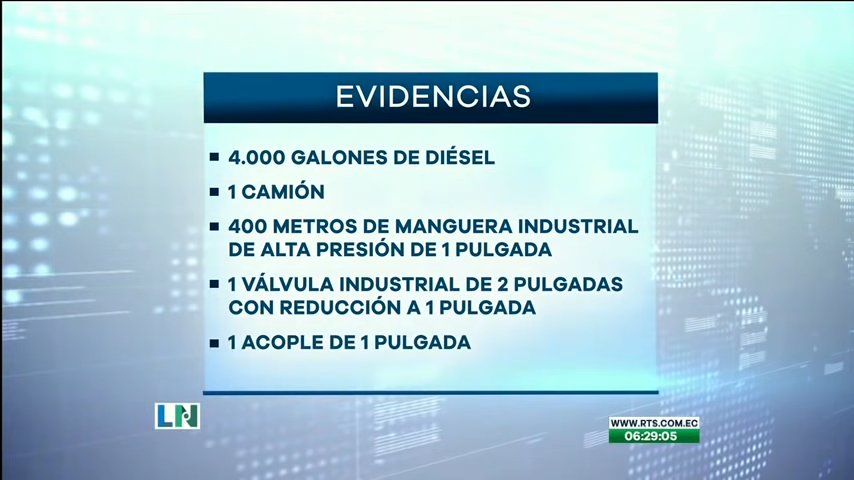 EVIDENCIAS
▪ 4.000 GALONES DE DIÉSEL
▪ 1 CAMIÓN
▪ 400 METROS DE MANGUERA INDUSTRIAL
DE ALTA PRESIÓN DE 1 PULGADA
▪ 1 VÁLVULA INDUSTRIAL DE 2 PULGADAS
CON REDUCCIÓN A 1 PULGADA
▪ 1 ACOPLE DE 1 PULGADA
LN
WWW.RTS.COM.EC
06:29:05